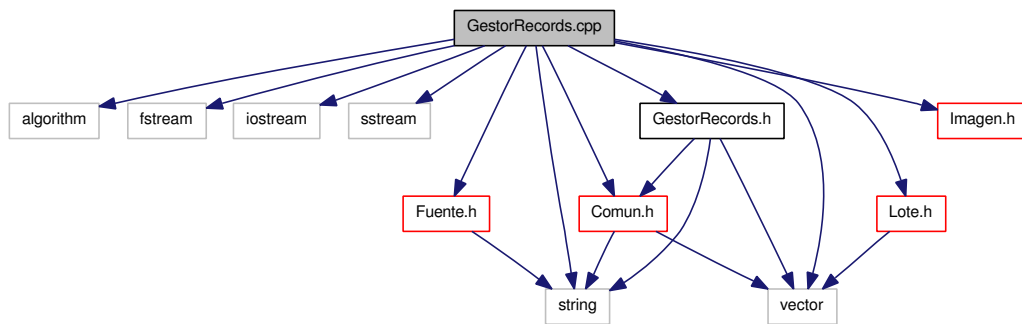 GestorRecords.cpp
algorithm
fstream
iostream
sstream
GestorRecords.h
Imagen.h
Fuente.h
Comun.h
Lote.h
string
vector